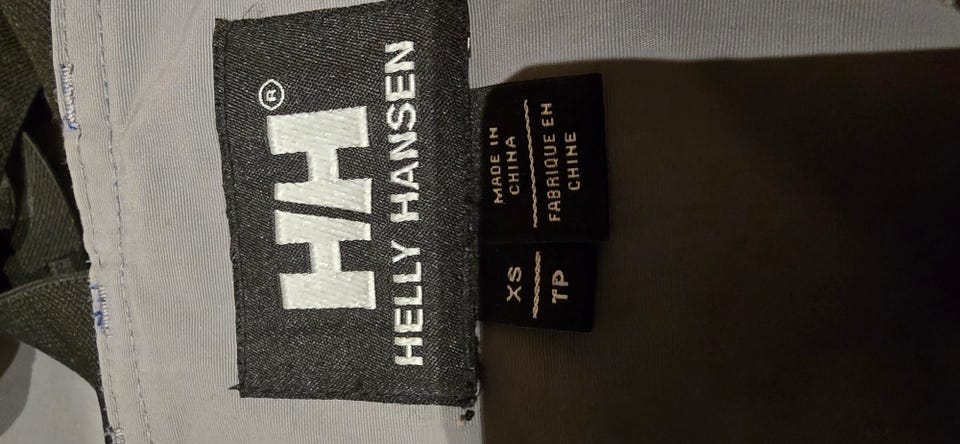 HH®
HELLY HANSEN
MADE IN
CHINA
FABRIQUE EN
CHINE
XS
TP